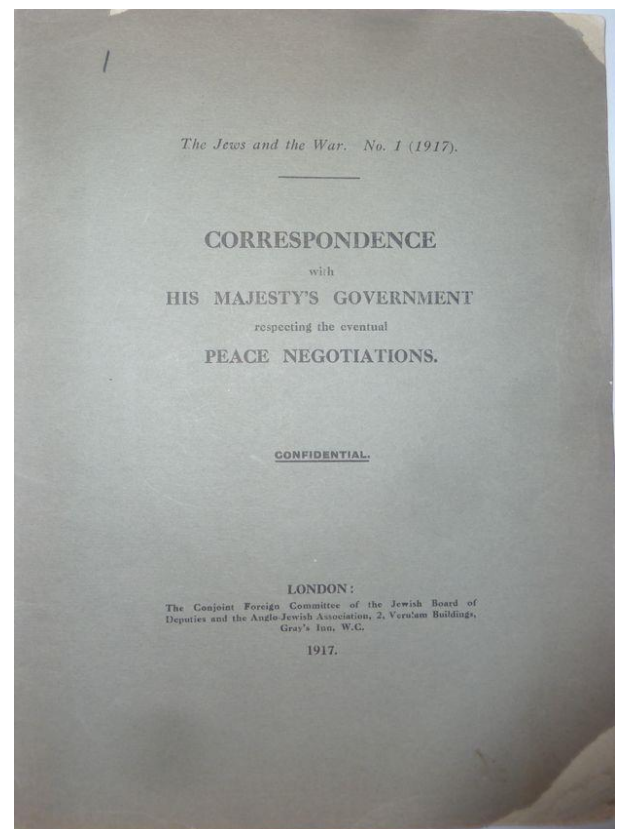 The Jews and the War. No. 1 (1917).
CORRESPONDENCE
with
HIS MAJESTY'S GOVERNMENT
respecting the eventual
PEACE NEGOTIATIONS.
CONFIDENTIAL.
LONDON:
The Conjoint Foreign Committee of the Jewish Board of
Deputies and the Anglo-Jewish Association, 2, Verulam Buildings,
Gray's Inn, W.C.
1917.